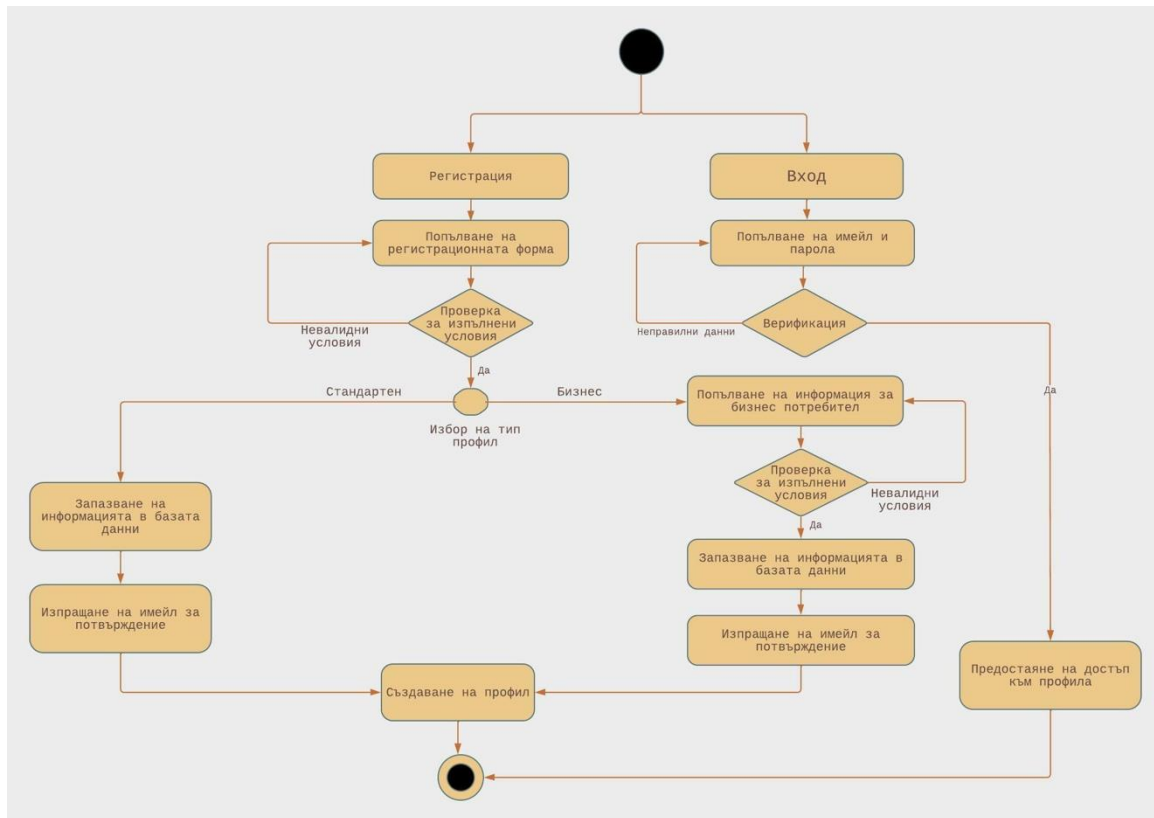 Регистрация
Вход
Попълване на
регистрационната форма
Попълване на имейл и
парола
Проверка
за изпълнени
условия
Невалидни
условия
Верификация
Неправилни данни
Да
Да
Стандартен
Бизнес
Избор на тип
профил
Попълване на информация за
бизнес потребител
Проверка
за изпълнени
условия
Невалидни
условия
Да
Запазване на
информацията в базата
данни
Запазване на информацията в
базата данни
Изпращане на имейл за
потвърждение
Изпращане на имейл за
потвърждение
Създаване на профил
Предостаяне на достъп
към профила